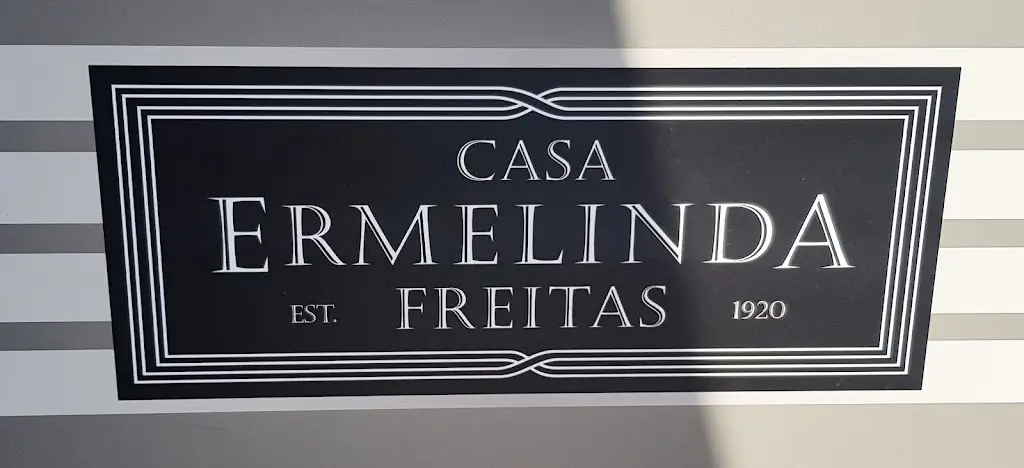 CASA
ERMELINDA
FREITAS
EST. 1920